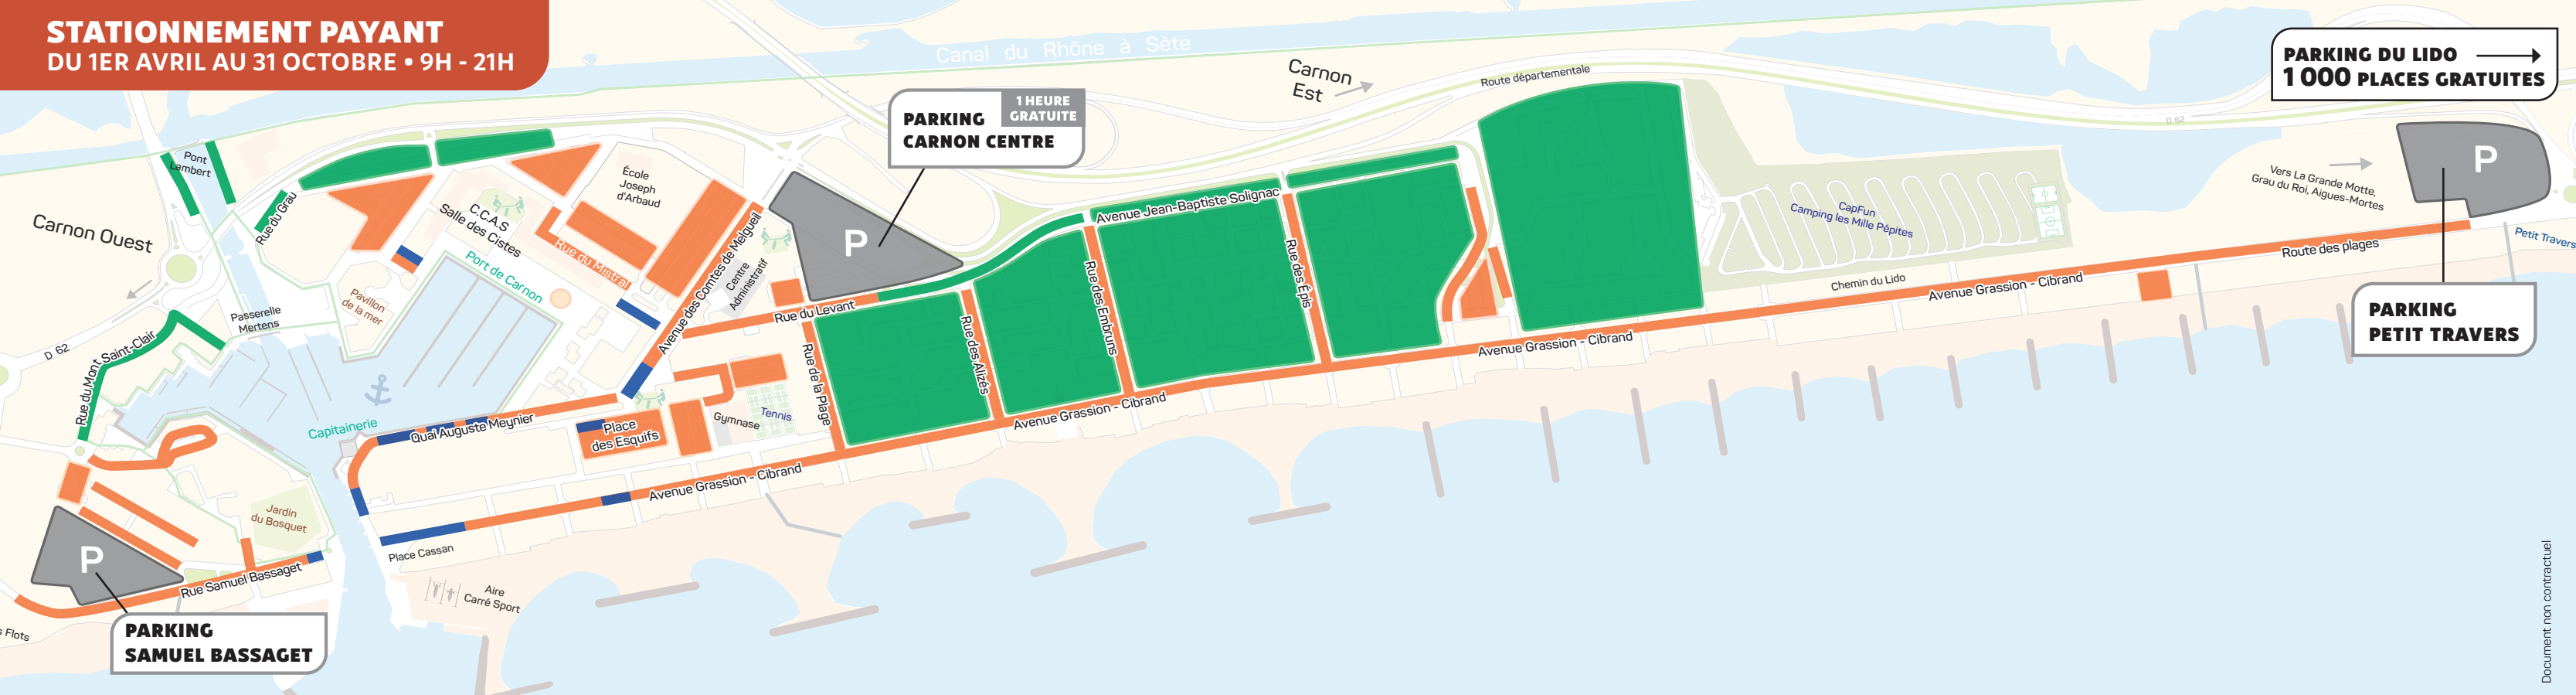 STATIONNEMENT PAYANT
DU 1ER AVRIL AU 31 OCTOBRE • 9H - 21H
Canal du Rhône à Sète
Carnon
Est
Route départementale
PARKING DU LIDO
1 000 PLACES GRATUITES
PARKING
CARNON CENTRE
1 HEURE
GRATUITE
D 62
Pont
Lambert
Rue du Grau
Carnon Ouest
École
Joseph
d'Arbaud
C.C.A.S
Salle des Cistes
Rue du Mistral
Port de Carnon
Pavillon
de la mer
Passerelle
Mertens
D 62
Rue du Mont Saint-Clair
Avenue des Comtes de Melgueil
Centre
Administratif
P
Rue du Levant
Avenue Jean-Baptiste Solignac
Rue de la Plage
Rue des Alizés
Rue des Embruns
Rue des Épis
CapFun
Camping les Mille Pépites
Chemin du Lido
Vers La Grande Motte,
Grau du Roi, Aigues-Mortes
P
Petit Travers
Route des plages
Avenue Grassion - Cibrand
Avenue Grassion - Cibrand
Avenue Grassion - Cibrand
Avenue Grassion - Cibrand
PARKING
PETIT TRAVERS
Capitainerie
Quai Auguste Meynier
Place
des Esquifs
Gymnase
Tennis
Jardin
du Bosquet
P
Rue Samuel Bassaget
Place Cassan
Aire
Carré Sport
s Flots
PARKING
SAMUEL BASSAGET
Document non contractuel